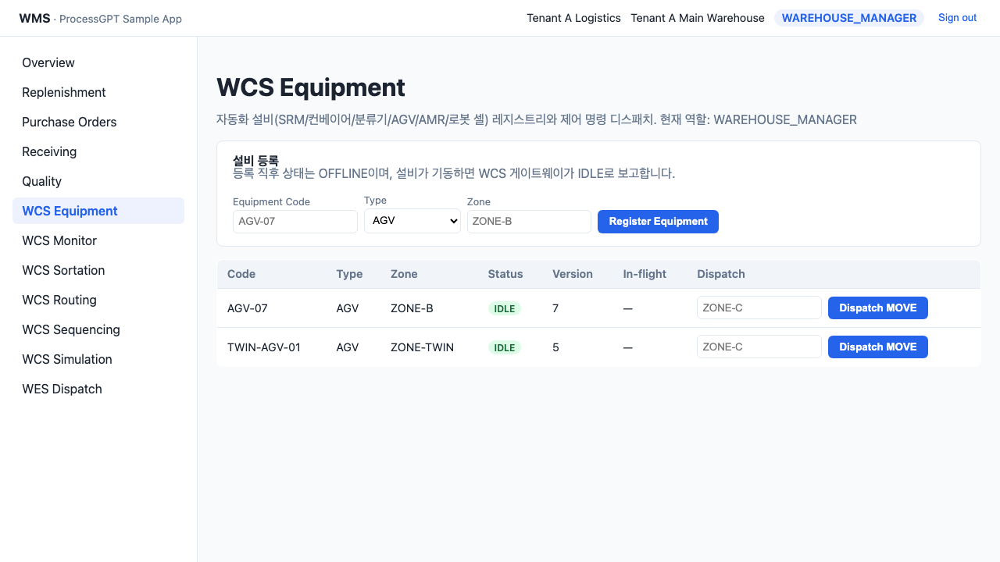 WMS · ProcessGPT Sample App
Tenant A Logistics Tenant A Main Warehouse WAREHOUSE_MANAGER Sign out
Overview
Replenishment
Purchase Orders
Receiving
Quality
WCS Equipment
WCS Monitor
WCS Sortation
WCS Routing
WCS Sequencing
WCS Simulation
WES Dispatch
WCS Equipment
자동화 설비(SRM/컨베이어/분류기/AGV/AMR/로봇 셀) 레지스트리와 제어 명령 디스패치. 현재 역할: WAREHOUSE_MANAGER
설비 등록
등록 직후 상태는 OFFLINE이며, 설비가 기동하면 WCS 게이트웨이가 IDLE로 보고합니다.
Equipment Code Type Zone
AGV-07 AGV ZONE-B Register Equipment
Code Type Zone Status Version In-flight Dispatch
AGV-07 AGV ZONE-B IDLE 7 — ZONE-C Dispatch MOVE
TWIN-AGV-01 AGV ZONE-TWIN IDLE 5 — ZONE-C Dispatch MOVE